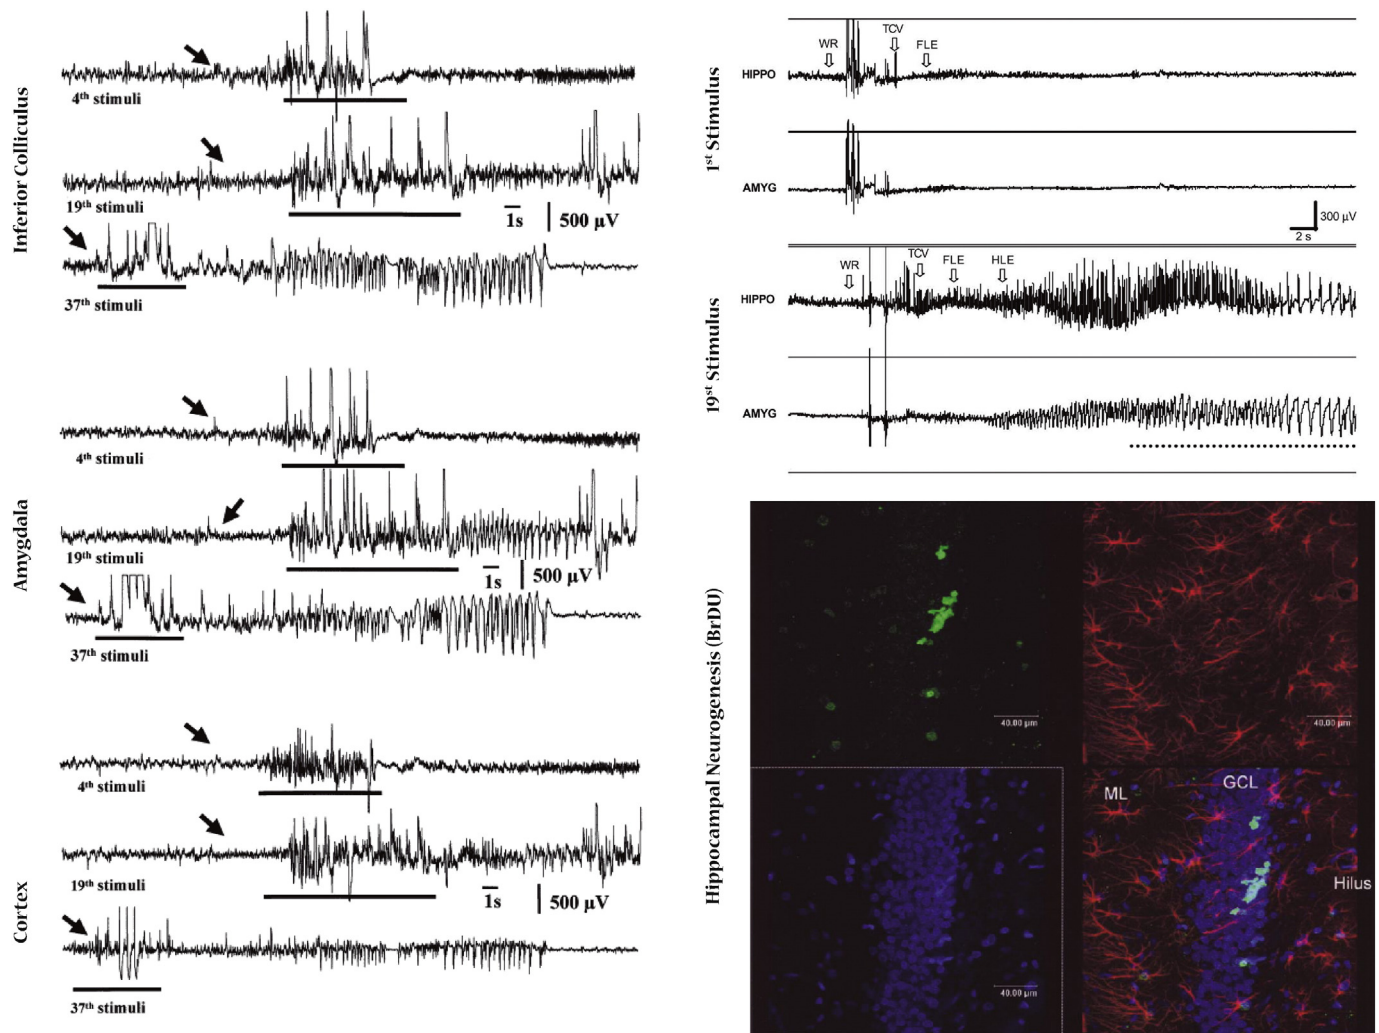 Inferior Colliculus
4th stimuli
19th stimuli
1s
500 µV
37th stimuli
Amygdala
4th stimuli
19th stimuli
1s
500 µV
37th stimuli
Cortex
4th stimuli
19th stimuli
1s
500 µV
37th stimuli
1st Stimulus
WR
TCV
FLE
HIPPO
AMYG
300 µV
2 s
19st Stimulus
WR
TCV
FLE
HLE
HIPPO
AMYG
Hippocampal Neurogenesis (BrDU)
40.00 µm
40.00 µm
40.00 µm
ML
GCL
Hilus